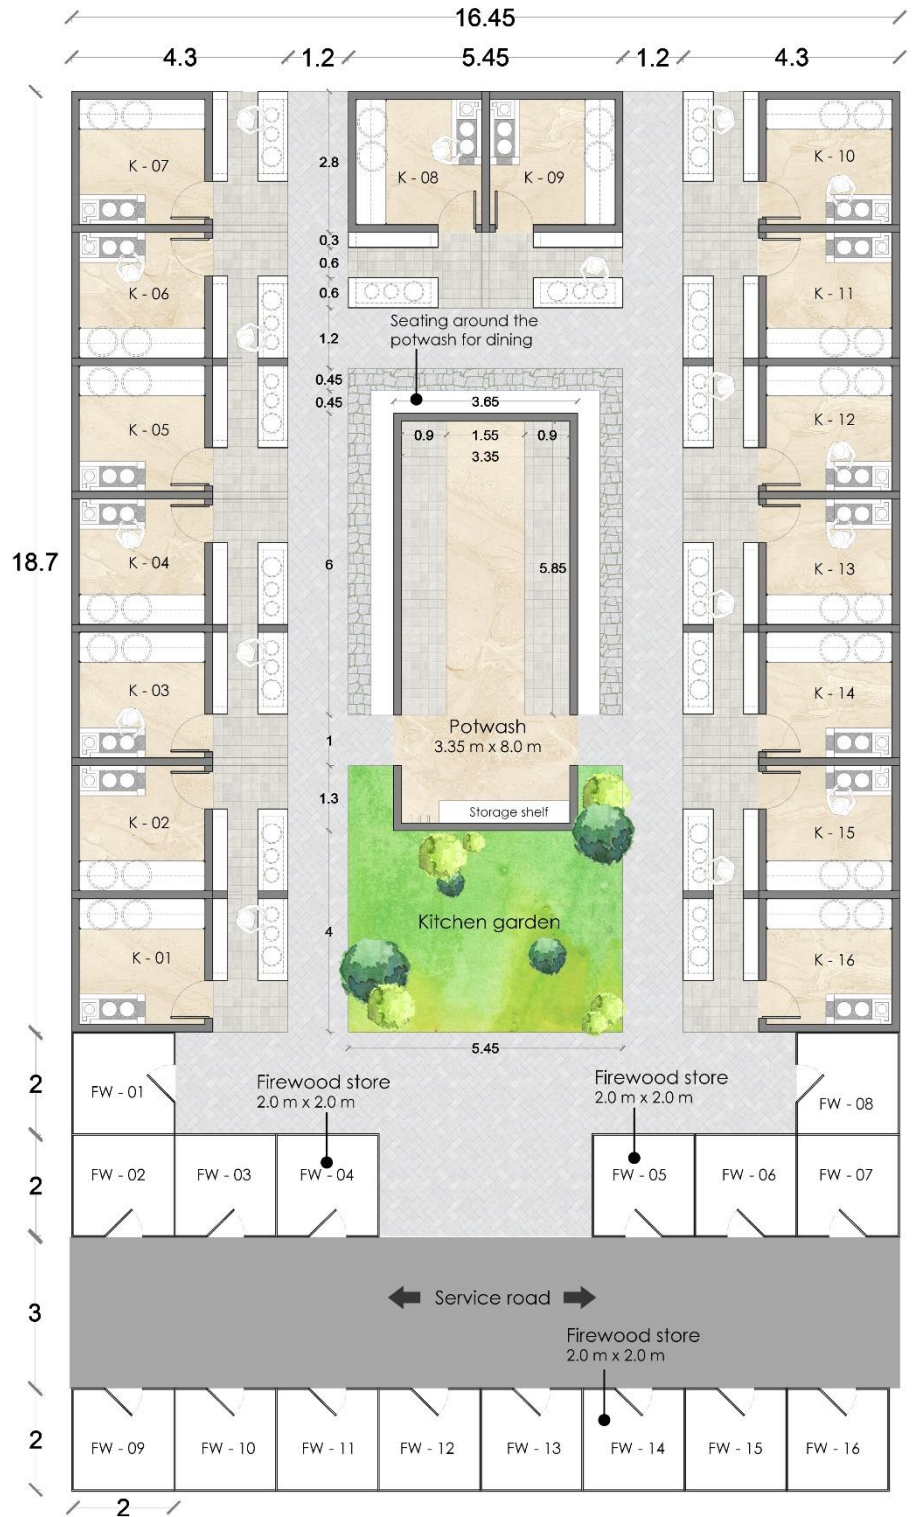 16.45
4.3
1.2
5.45
1.2
4.3
K - 07
K - 08
K - 09
K - 10
2.8
0.3
0.6
0.6
K - 06
K - 11
Seating around the
potwash for dining
1.2
0.45
0.45
3.65
K - 05
0.9
1.55
0.9
K - 12
3.35
18.7
K - 04
6
5.85
K - 13
K - 03
K - 14
Potwash
3.35 m x 8.0 m
1
1.3
Storage shelf
K - 02
K - 15
Kitchen garden
4
K - 01
K - 16
5.45
2
FW - 01
Firewood store
2.0 m x 2.0 m
Firewood store
2.0 m x 2.0 m
FW - 08
2
FW - 02
FW - 03
FW - 04
FW - 05
FW - 06
FW - 07
3
Service road
Firewood store
2.0 m x 2.0 m
2
FW - 09
FW - 10
FW - 11
FW - 12
FW - 13
FW - 14
FW - 15
FW - 16
2